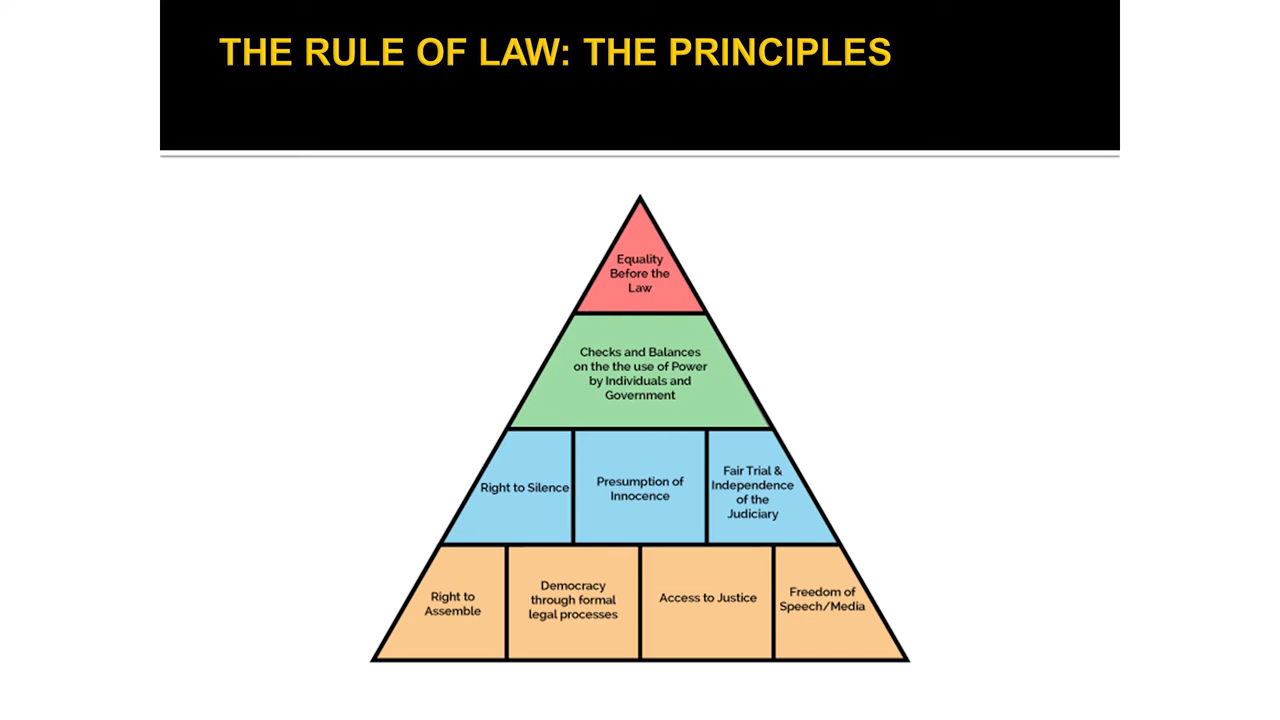 THE RULE OF LAW: THE PRINCIPLES
Equality
Before the
Law
Checks and Balances
on the the use of Power
by Individuals and
Government
Right to Silence
Presumption of
Innocence
Fair Trial &
Independence
of the
Judiciary
Right to
Assemble
Democracy
through formal
legal processes
Access to Justice
Freedom of
Speech/Media